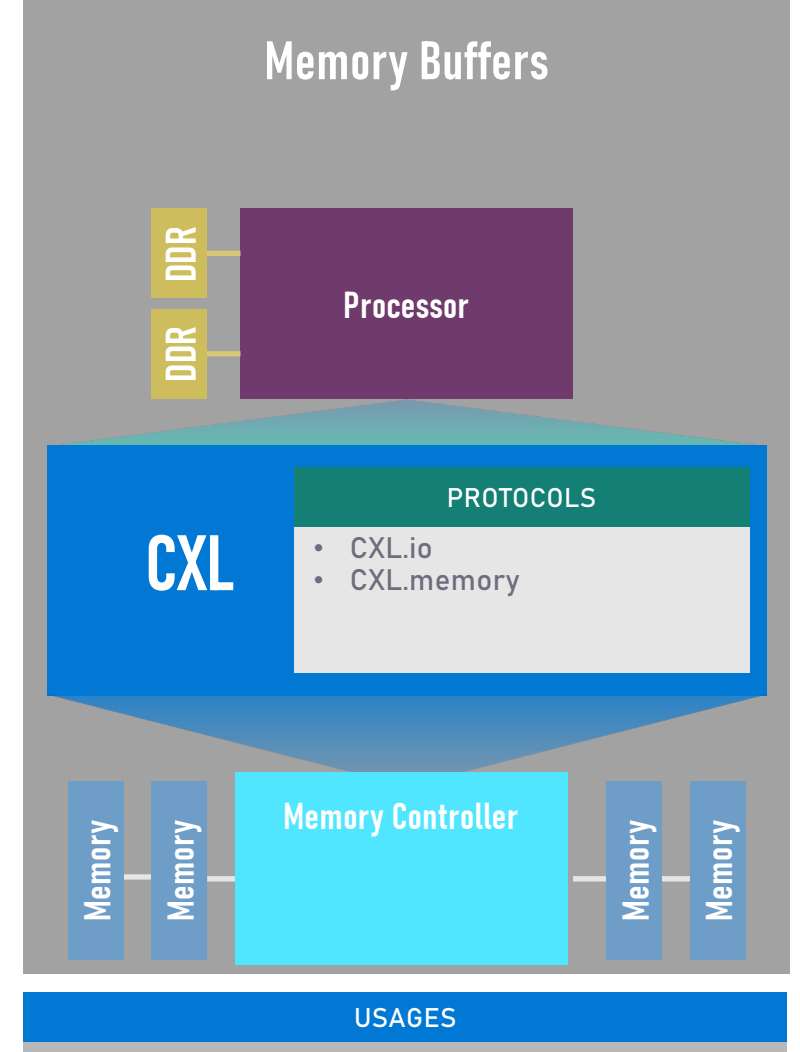 Memory Buffers
DDR
Processor
DDR
CXL
PROTOCOLS
• CXL.io
• CXL.memory
Memory
Memory
Memory Controller
Memory
Memory
USAGES